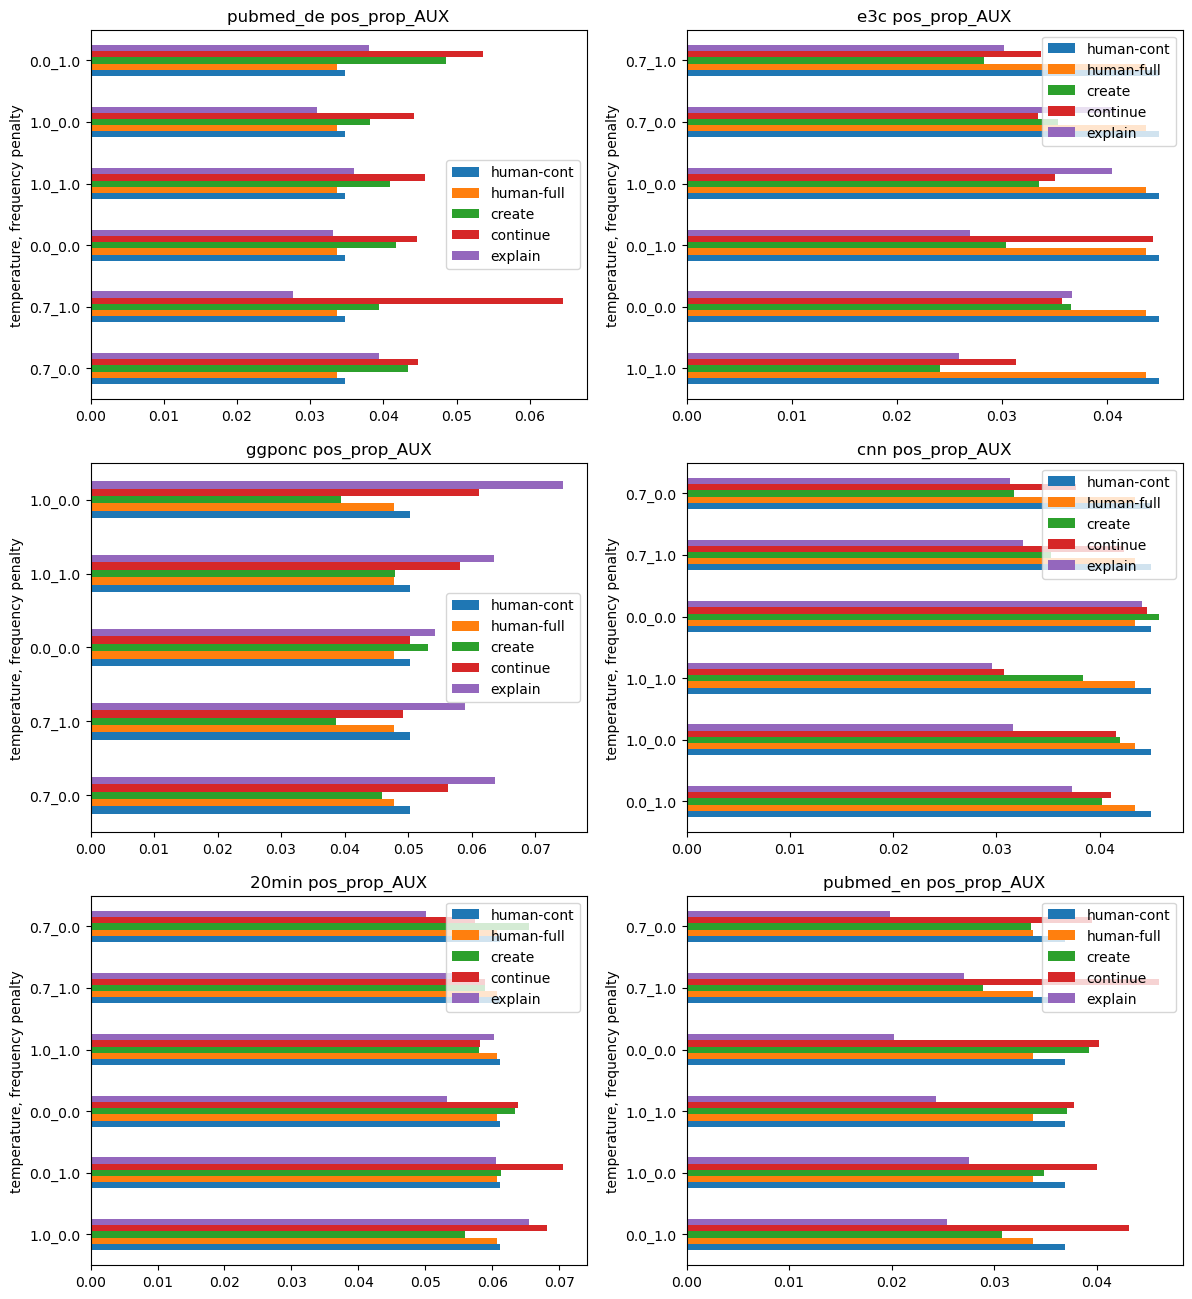 pubmed_de pos_prop_AUX
temperature, frequency penalty
0.0_1.0
1.0_0.0
1.0_1.0
0.0_0.0
0.7_1.0
0.7_0.0
human-cont
human-full
create
continue
explain
0.00 0.01 0.02 0.03 0.04 0.05 0.06
e3c pos_prop_AUX
temperature, frequency penalty
0.7_1.0
0.7_0.0
1.0_0.0
0.0_1.0
0.0_0.0
1.0_1.0
human-cont
human-full
create
continue
explain
0.00 0.01 0.02 0.03 0.04
ggponc pos_prop_AUX
temperature, frequency penalty
1.0_0.0
1.0_1.0
0.0_0.0
0.7_1.0
0.7_0.0
human-cont
human-full
create
continue
explain
0.00 0.01 0.02 0.03 0.04 0.05 0.06 0.07
cnn pos_prop_AUX
temperature, frequency penalty
0.7_0.0
0.7_1.0
0.0_0.0
1.0_1.0
1.0_0.0
0.0_1.0
human-cont
human-full
create
continue
explain
0.00 0.01 0.02 0.03 0.04
20min pos_prop_AUX
temperature, frequency penalty
0.7_0.0
0.7_1.0
1.0_1.0
0.0_0.0
0.0_1.0
1.0_0.0
human-cont
human-full
create
continue
explain
0.00 0.01 0.02 0.03 0.04 0.05 0.06 0.07
pubmed_en pos_prop_AUX
temperature, frequency penalty
0.7_0.0
0.7_1.0
0.0_0.0
1.0_1.0
1.0_0.0
0.0_1.0
human-cont
human-full
create
continue
explain
0.00 0.01 0.02 0.03 0.04